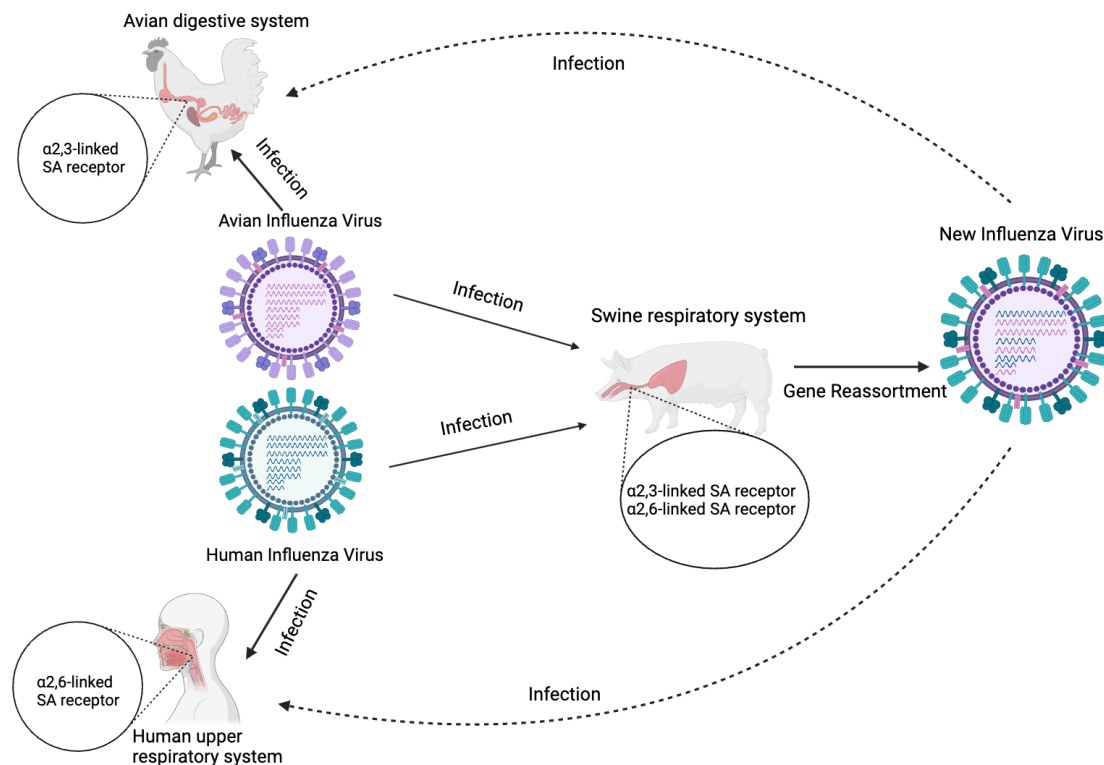 Avian digestive system
Infection
α2,3-linked
SA receptor
Infection
Avian Influenza Virus
New Influenza Virus
Infection
Swine respiratory system
Gene Reassortment
Infection
α2,3-linked SA receptor
α2,6-linked SA receptor
Human Influenza Virus
Infection
α2,6-linked
SA receptor
Infection
Human upper
respiratory system